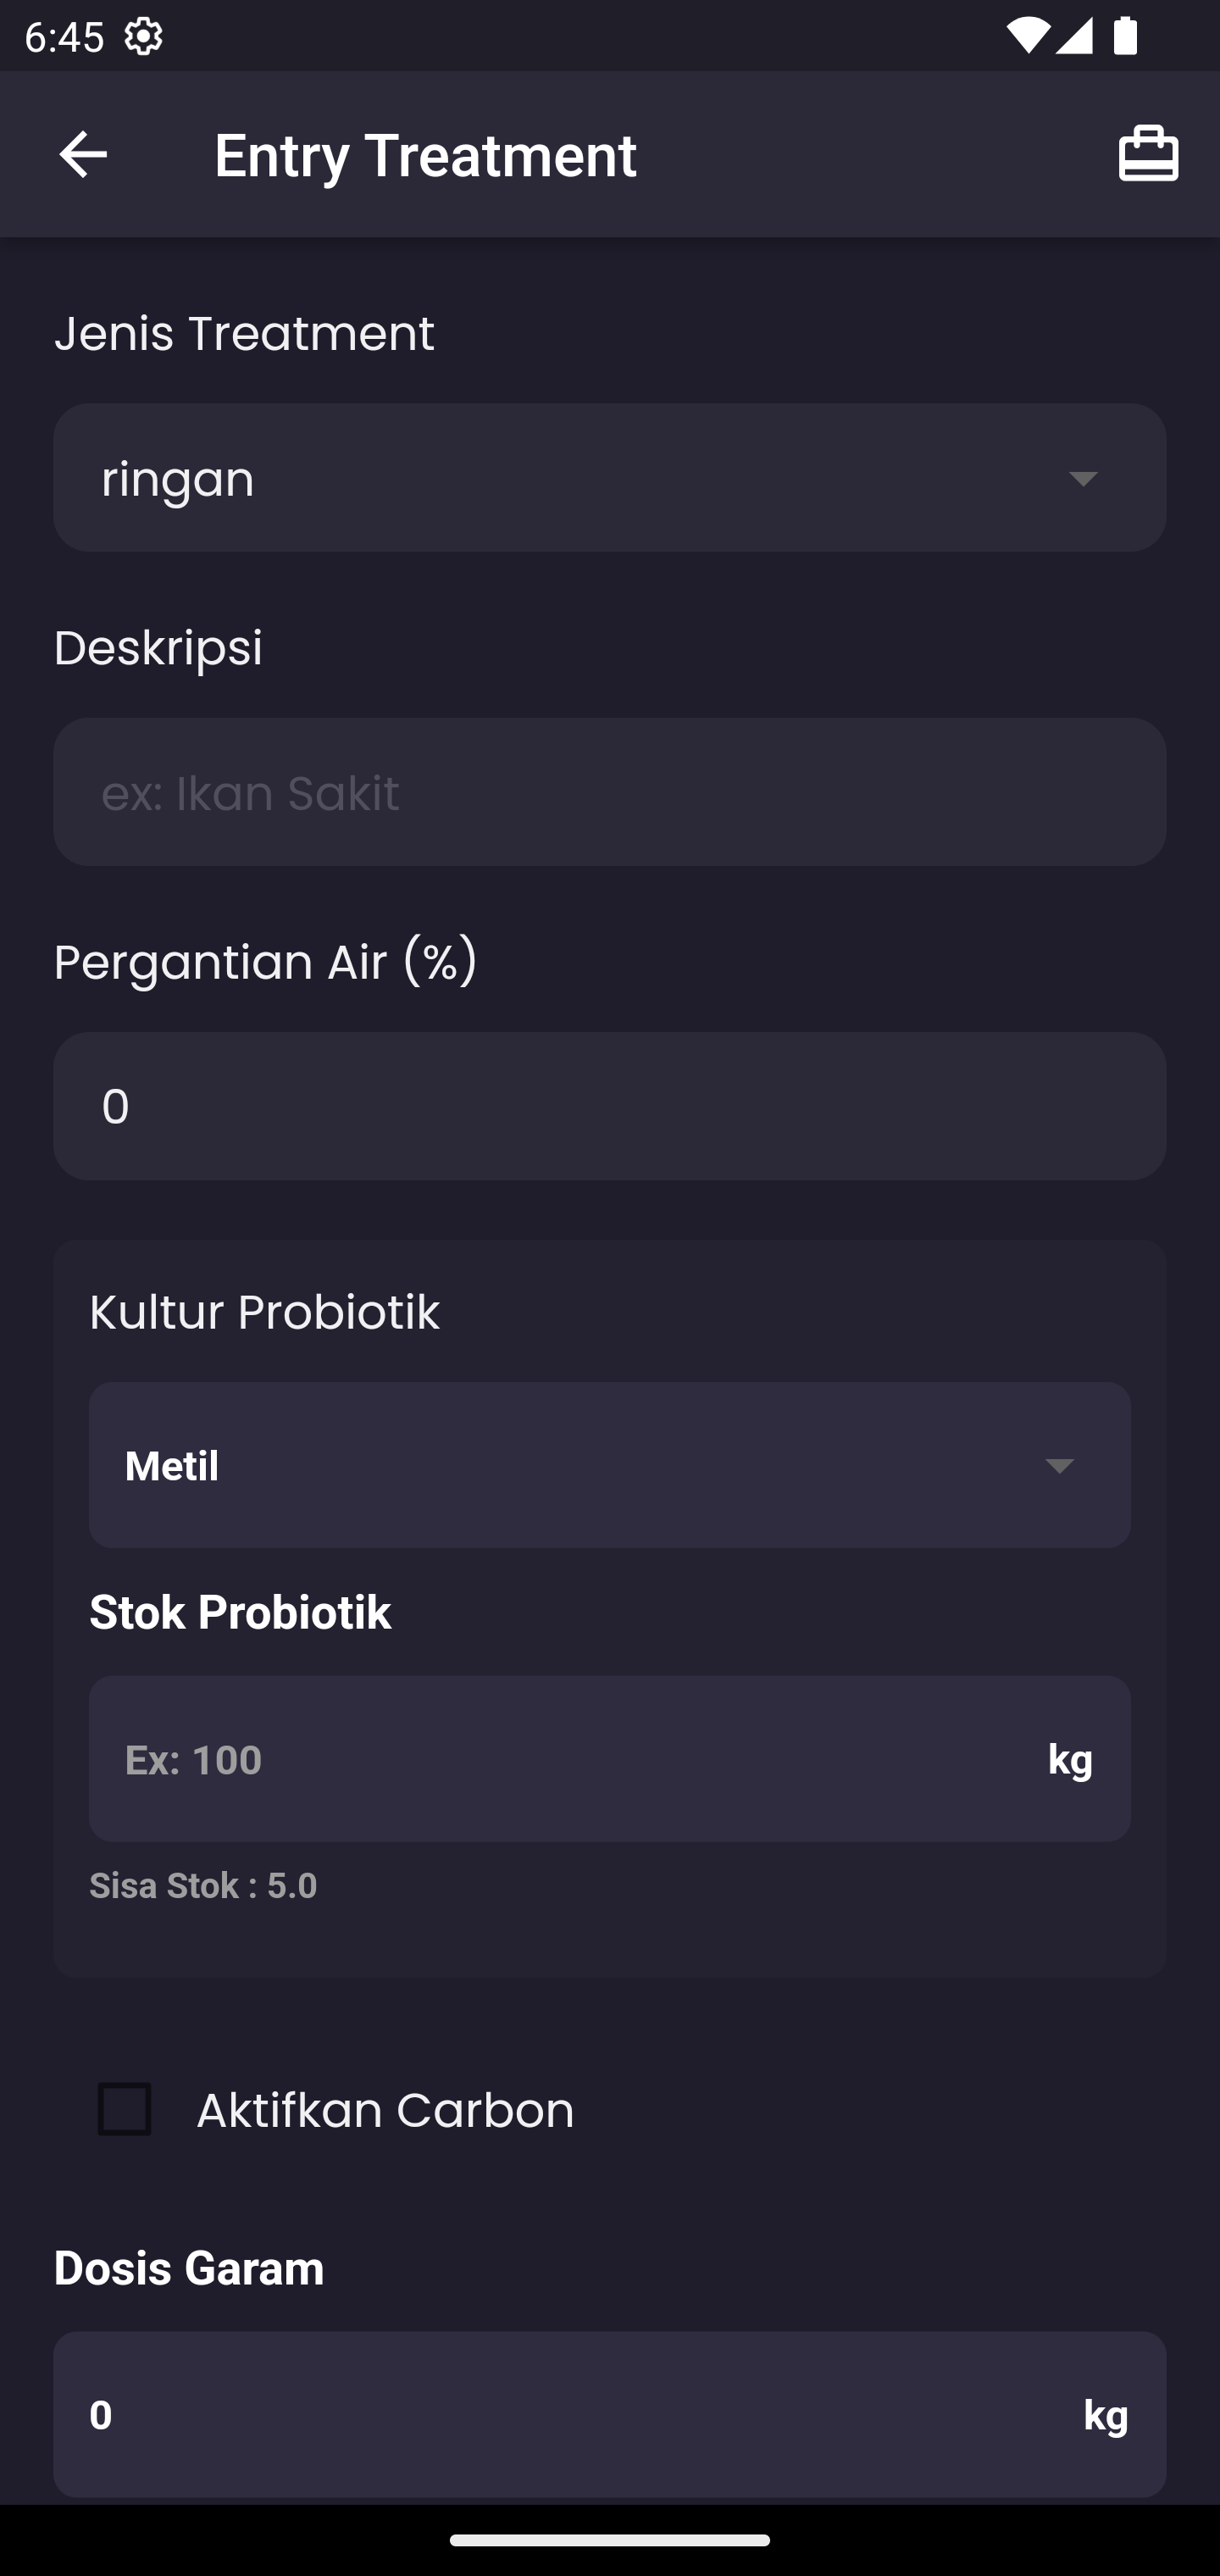 6:45
Entry Treatment
Jenis Treatment
ringan
Deskripsi
ex: Ikan Sakit
Pergantian Air (%)
0
Kultur Probiotik
Metil
Stok Probiotik
Ex: 100 kg
Sisa Stok : 5.0
Aktifkan Carbon
Dosis Garam
0 kg